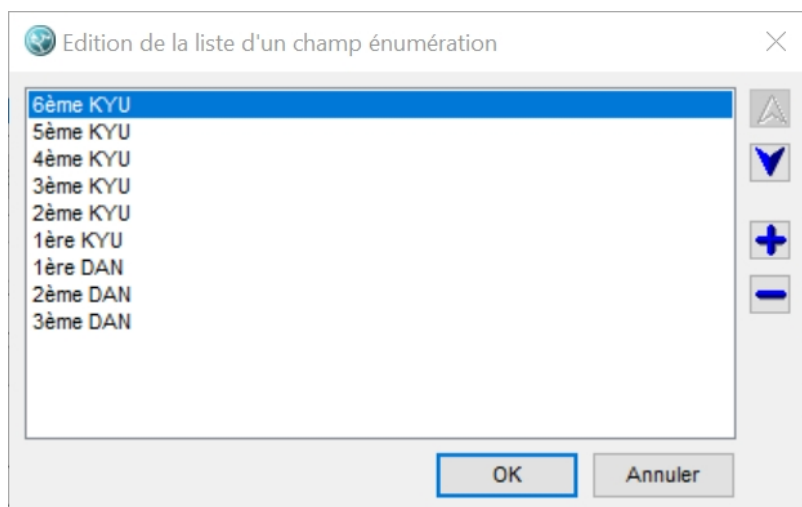 Edition de la liste d'un champ énumération
6ème KYU
5ème KYU
4ème KYU
3ème KYU
2ème KYU
1ère KYU
1ère DAN
2ème DAN
3ème DAN
OK
Annuler